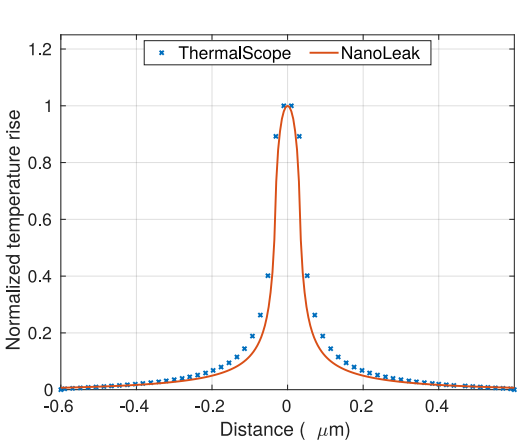 ThermalScope NanoLeak
1.2
1
0.8
0.6
0.4
0.2
0
Normalized temperature rise
-0.6 -0.4 -0.2 0 0.2 0.4
Distance ( μm)